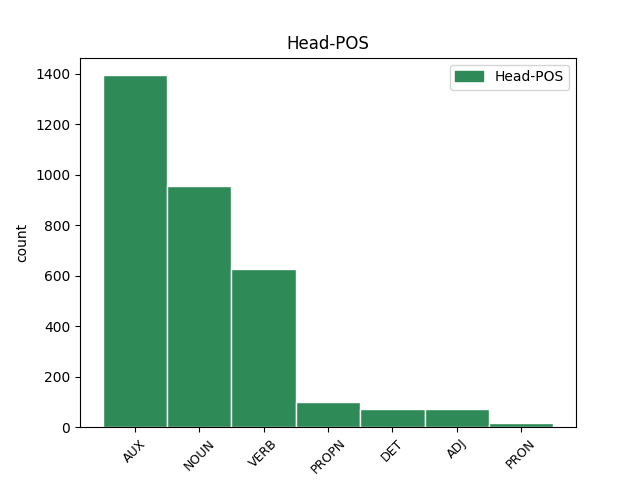 Head-POS
Head-POS
1400
1200
1000
800
600
400
200
0
count
AUX
NOUN
VERB
PROPN
DET
ADJ
PRON